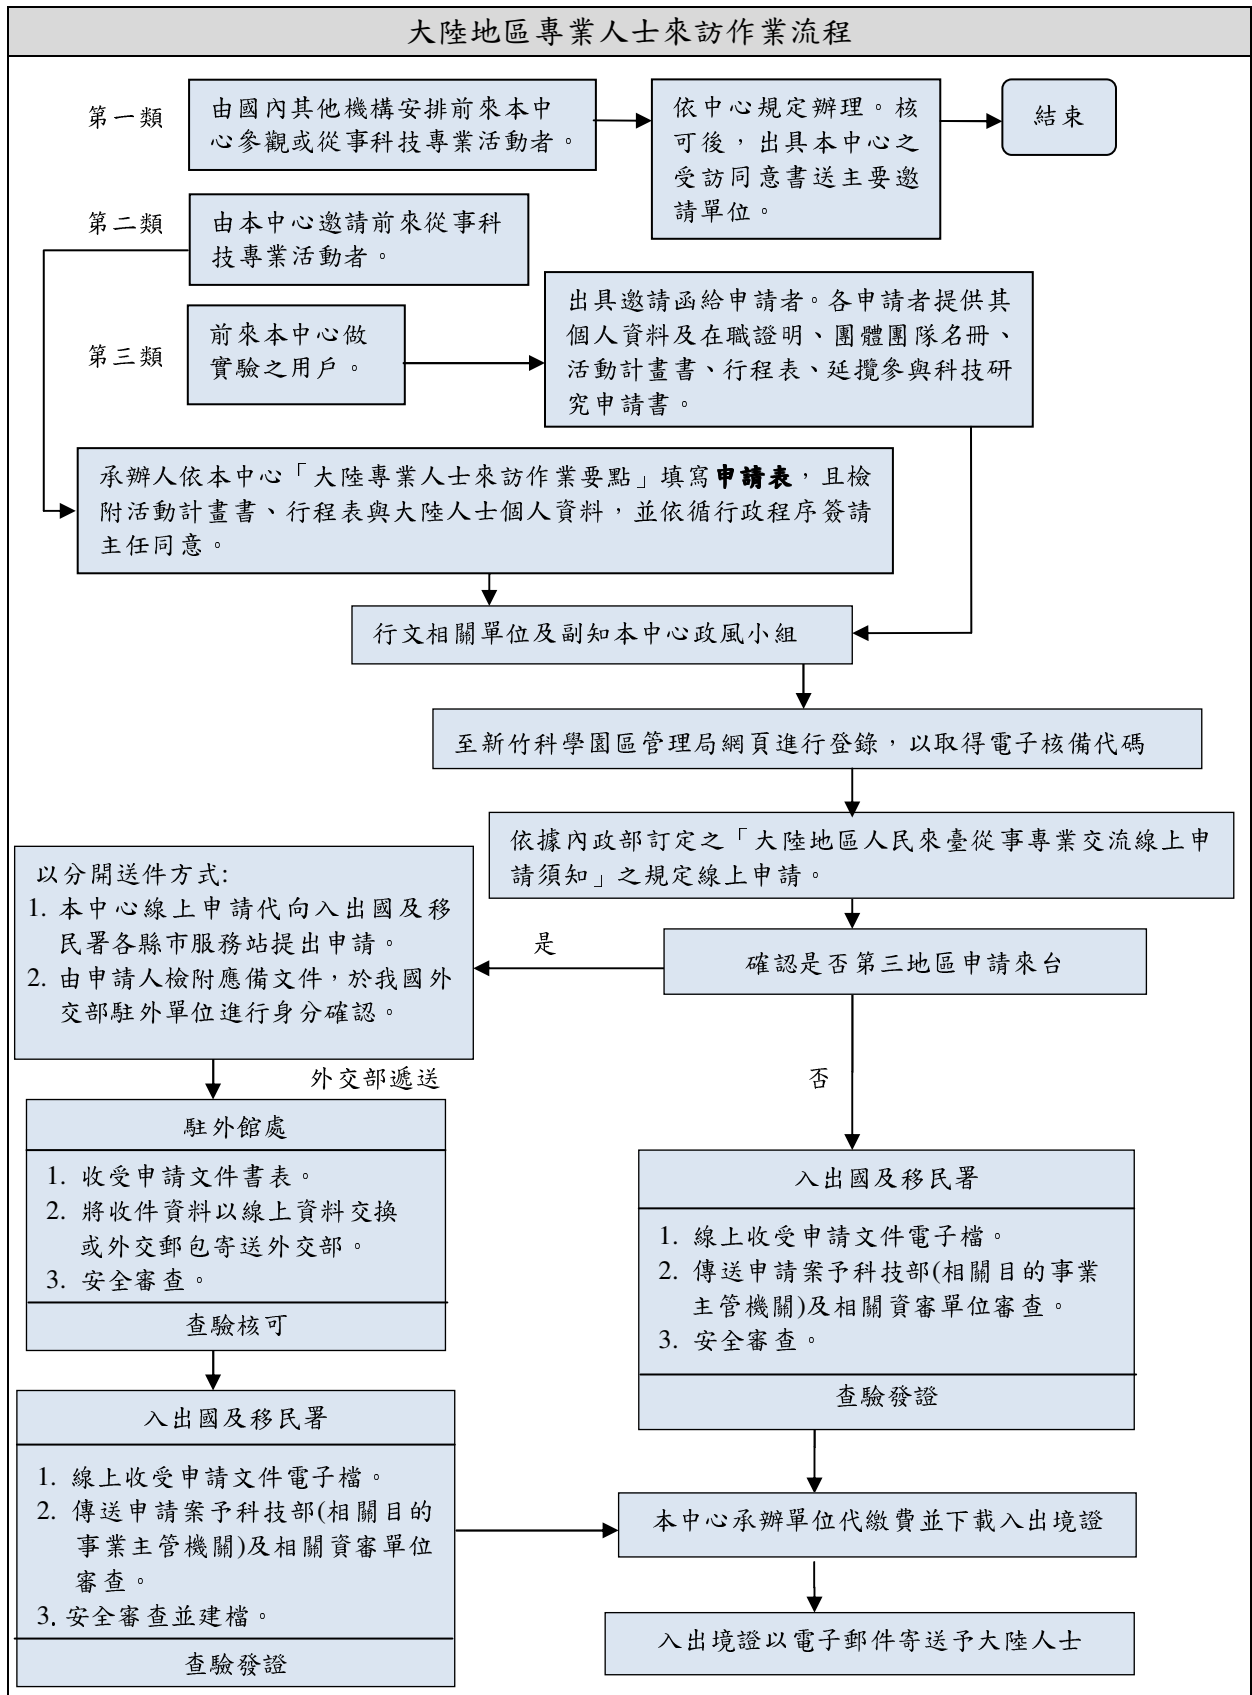 大陸地區專業人士來訪作業流程
第一類
由國內其他機構安排前來本中
心參觀或從事科技專業活動者。
依中心規定辦理。核
可後，出具本中心之
受訪同意書送主要邀
請單位。
結束
第二類
由本中心邀請前來從事科
技專業活動者。
第三類
前來本中心做
實驗之用戶。
出具邀請函給申請者。各申請者提供其
個人資料及在職證明、團體團隊名冊、
活動計畫書、行程表、延攬參與科技研
究申請書。
承辦人依本中心「大陸專業人士來訪作業要點」填寫申請表，且檢
附活動計畫書、行程表與大陸人士個人資料，並依循行政程序簽請
主任同意。
行文相關單位及副知本中心政風小組
至新竹科學園區管理局網頁進行登錄，以取得電子核備代碼
依據內政部訂定之「大陸地區人民來臺從事專業交流線上申
請須知」之規定線上申請。
確認是否第三地區申請來台
是
以分開送件方式:
1. 本中心線上申請代向入出國及移
民署各縣市服務站提出申請。
2. 由申請人檢附應備文件，於我國外
交部駐外單位進行身分確認。
外交部遞送
否
駐外館處
1. 收受申請文件書表。
2. 將收件資料以線上資料交換
或外交郵包寄送外交部。
3. 安全審查。
查驗核可
入出國及移民署
1. 線上收受申請文件電子檔。
2. 傳送申請案予科技部(相關目的事業
主管機關)及相關資審單位審查。
3. 安全審查。
查驗發證
入出國及移民署
1. 線上收受申請文件電子檔。
2. 傳送申請案予科技部(相關目的
事業主管機關)及相關資審單位
審查。
3. 安全審查並建檔。
查驗發證
本中心承辦單位代繳費並下載入出境證
入出境證以電子郵件寄送予大陸人士